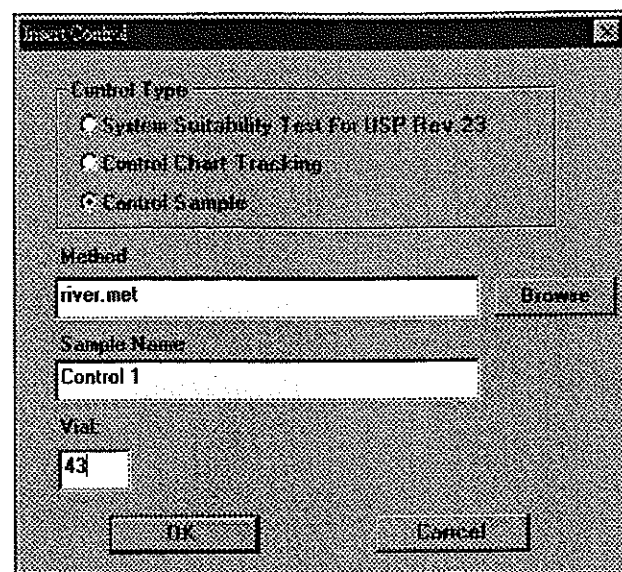 Insert Control
Control Type
System Suitability Test For USP Rev. 23
Control Chart Tracking
Control Sample
Method
river.met
Browse
Sample Name
Control 1
Vial:
43
OK
Cancel